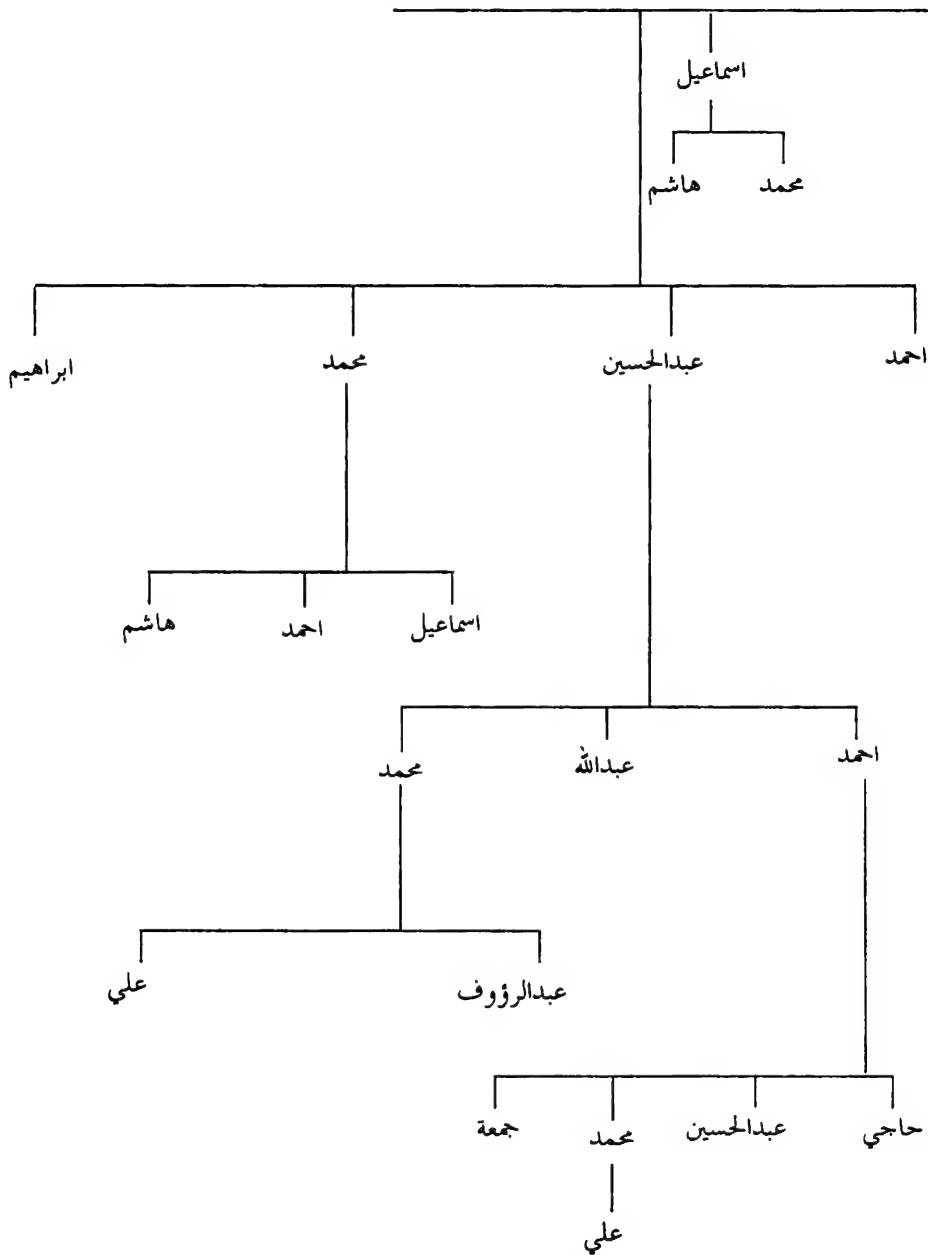 اسماعيل
محمد هاشم
احمد عبدالحسين محمد ابراهيم
اسماعيل احمد هاشم
احمد عبدالله محمد
عبدالرؤوف علي
حاجي عبدالحسين محمد جمعة
علي